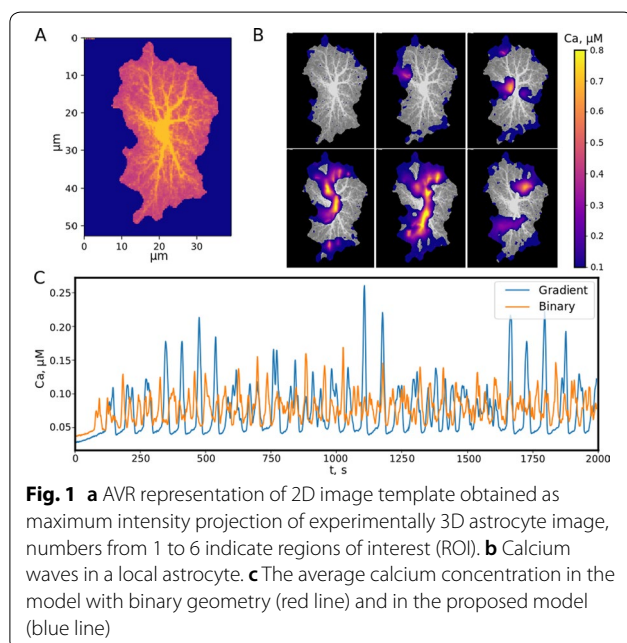 A
B
Ca, μM
0
10
20
30
40
50
μm
0
20
μm
0.8
0.7
0.6
0.5
0.4
0.3
0.2
0.1
C
Ca, μM
0.25
0.20
0.15
0.10
0.05
Gradient
Binary
0
250
500
750
1000
1250
1500
1750
2000
t, s
Fig. 1 a AVR representation of 2D image template obtained as
maximum intensity projection of experimentally 3D astrocyte image,
numbers from 1 to 6 indicate regions of interest (ROI). b Calcium
waves in a local astrocyte. c The average calcium concentration in the
model with binary geometry (red line) and in the proposed model
(blue line)